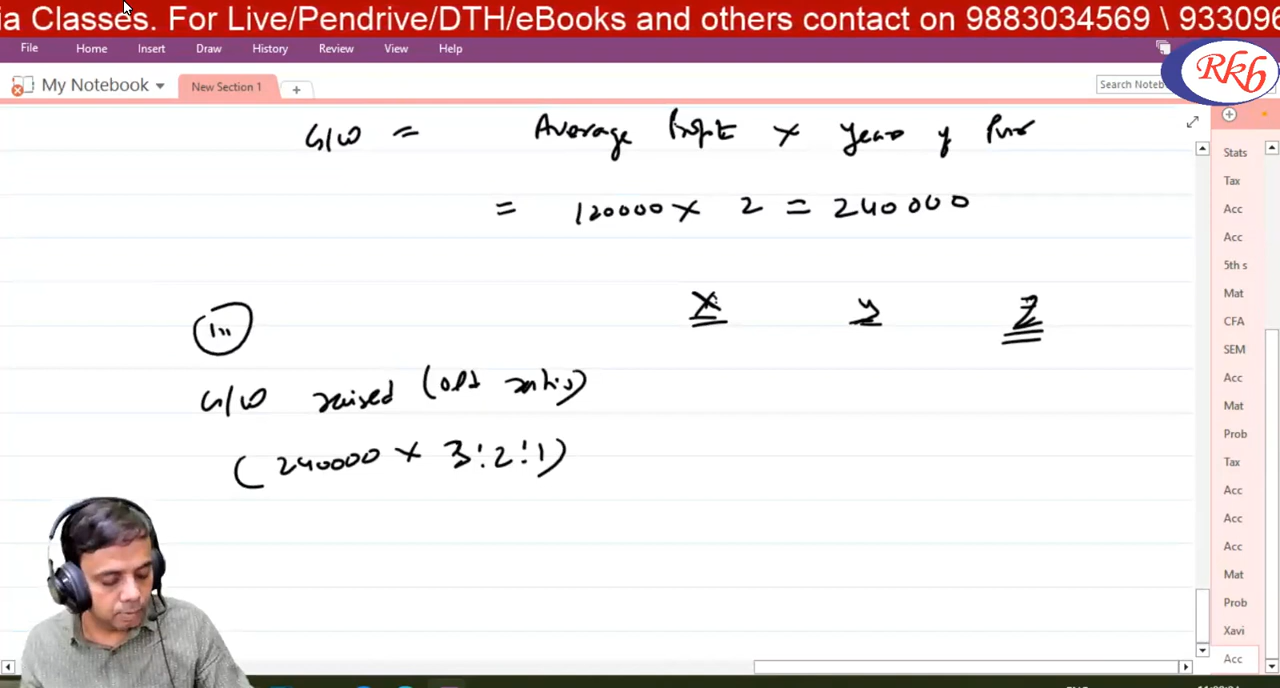 ia Classes. For Live/Pendrive/DTH/eBooks and others contact on 9883034569 \ 933096
File Home Insert Draw History Review View Help
Rkb
My Notebook New Section 1 +
Search Noteb
G/W = Average Profit × Years of Pur
= 120000 × 2 = 240000
X Y Z
G/W raised (old ratio)
(240000 × 3:2:1)
Stats
Tax
Acc
Acc
5th s
Mat
CFA
SEM
Acc
Mat
Prob
Tax
Acc
Acc
Acc
Mat
Prob
Xavi
Acc